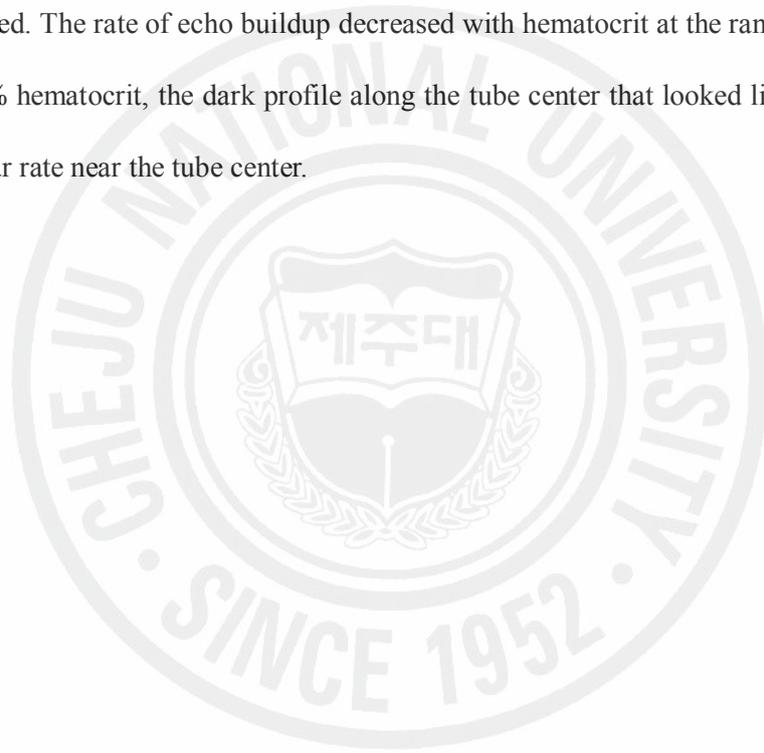 ed. The rate of echo buildup decreased with hematocrit at the ran
% hematocrit, the dark profile along the tube center that looked li
r rate near the tube center.
CHEJU NATIONAL UNIVERSITY
제주대
· SINCE 1952 ·